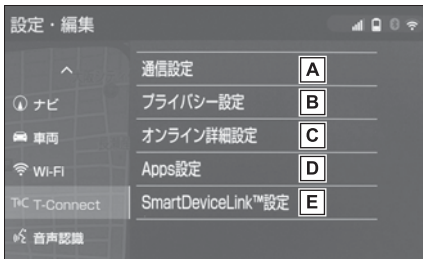 設定・編集
通信設定 A
ナビ
プライバシー設定 B
車両
オンライン詳細設定 C
Wi-Fi
Apps設定 D
T-Connect
SmartDeviceLink™設定 E
音声認識